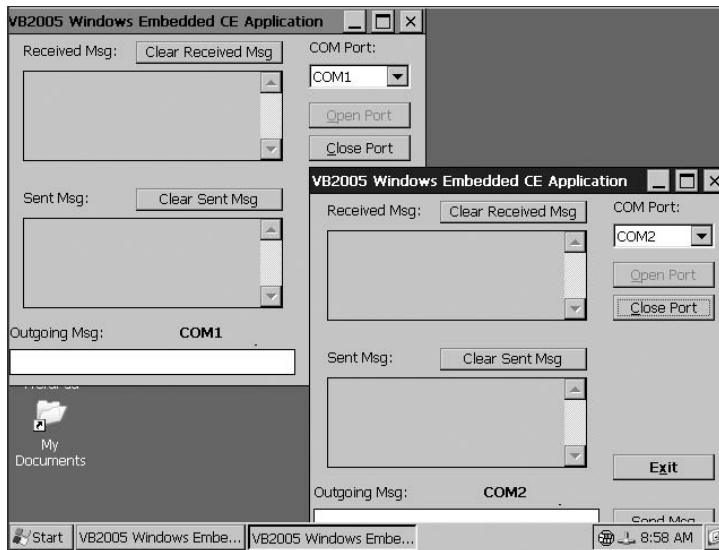 VB2005 Windows Embedded CE Application
Received Msg: Clear Received Msg
COM Port:
COM1
Open Port
Close Port
Sent Msg: Clear Sent Msg
Outgoing Msg: COM1
VB2005 Windows Embedded CE Application
Received Msg: Clear Received Msg
COM Port:
COM2
Open Port
Close Port
Sent Msg: Clear Sent Msg
Exit
Outgoing Msg: COM2
Send Msg
My
Documents
Start VB2005 Windows Embe... VB2005 Windows Embe... 8:58 AM